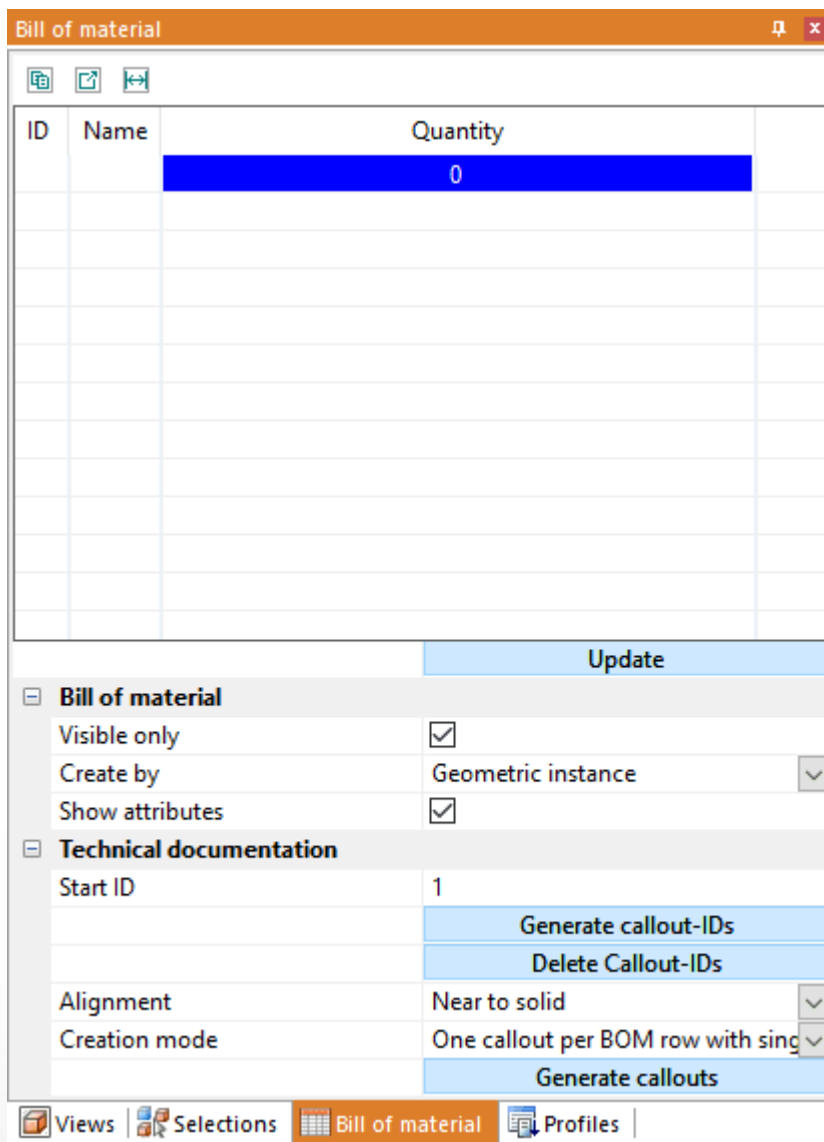 Bill of material
ID Name Quantity
0
Update
Bill of material
Visible only
Create by Geometric instance
Show attributes
Technical documentation
Start ID 1
Generate callout-IDs
Delete Callout-IDs
Alignment Near to solid
Creation mode One callout per BOM row with sing
Generate callouts
Views Selections Bill of material Profiles